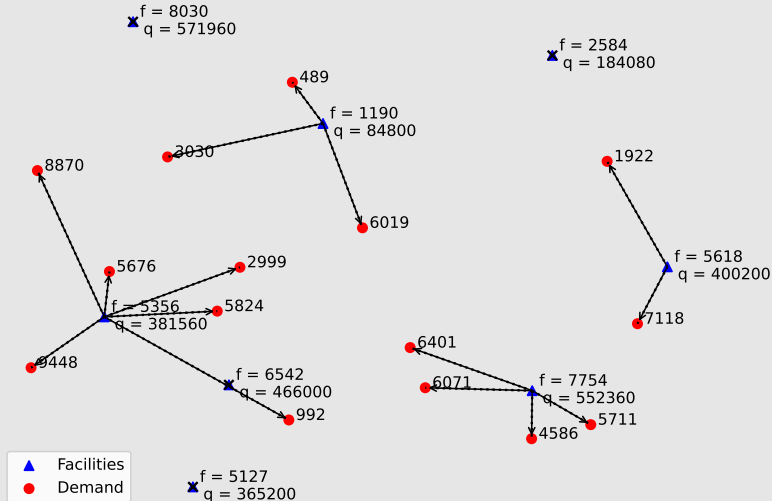 f = 8030
q = 571960
f = 2584
q = 184080
489
f = 1190
q = 84800
3030
8870
1922
6019
f = 5618
q = 400200
5676
2999
f = 5356
q = 381560
5824
7118
6401
9448
f = 6542
q = 466000
6071
f = 7754
q = 552360
992
5711
4586
Facilities
Demand
f = 5127
q = 365200